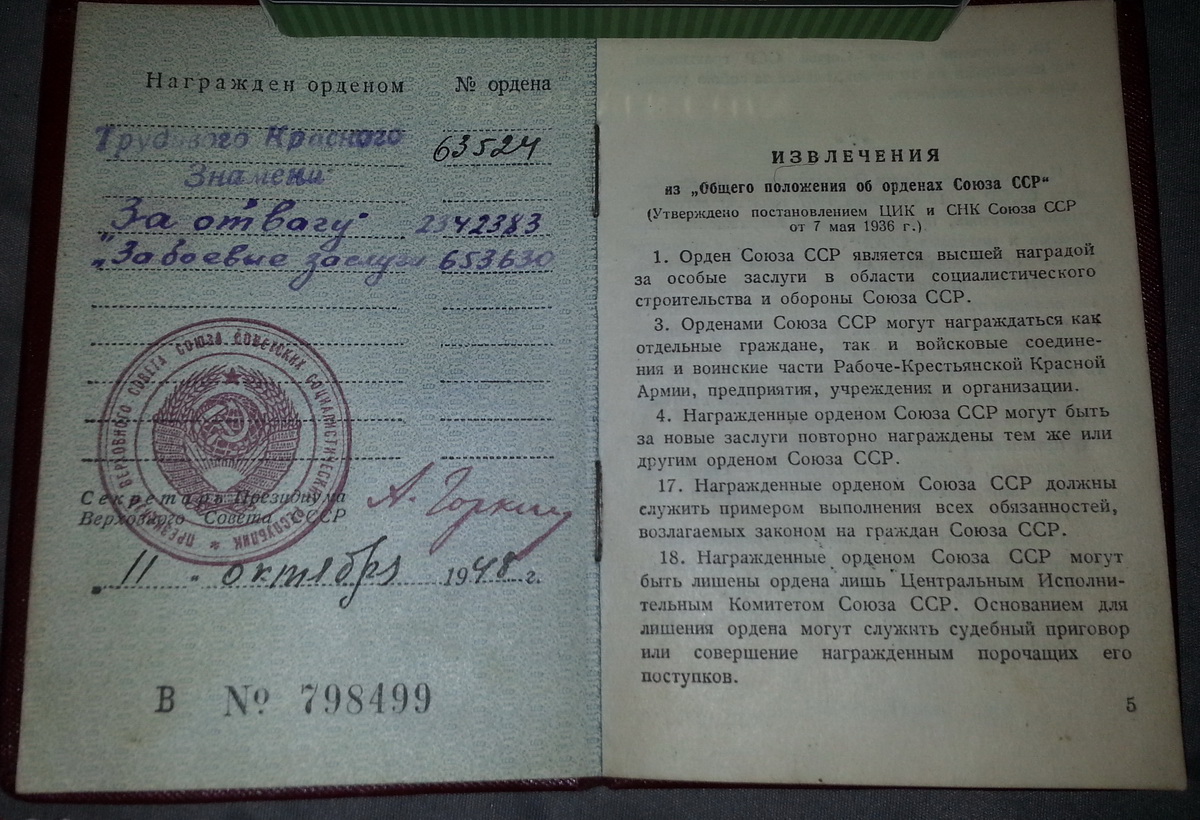 Награжден орденом № ордена
Трудового Красного 63524
Знамени
„За отвагу" 2342383
„За боевые заслуги 653630
ПРЕЗИДИУМ ВЕРХОВНОГО СОВЕТА СОЮЗА СОВЕТСКИХ СОЦИАЛИСТИЧЕСКИХ РЕСПУБЛИК
Секретарь Президиума
Верховного Совета СССР А. Горкин
„ 11 " октября 1948 г.
В № 798499
ИЗВЛЕЧЕНИЯ
из „Общего положения об орденах Союза ССР"
(Утверждено постановлением ЦИК и СНК Союза ССР
от 7 мая 1936 г.)
1. Орден Союза ССР является высшей наградой
за особые заслуги в области социалистического
строительства и обороны Союза ССР.
3. Орденами Союза ССР могут награждаться как
отдельные граждане, так и войсковые соедине-
ния и воинские части Рабоче-Крестьянской Красной
Армии, предприятия, учреждения и организации.
4. Награжденные орденом Союза ССР могут быть
за новые заслуги повторно награждены тем же или
другим орденом Союза ССР.
17. Награжденные орденом Союза ССР должны
служить примером выполнения всех обязанностей,
возлагаемых законом на граждан Союза ССР.
18. Награжденные орденом Союза ССР могут
быть лишены ордена лишь Центральным Исполни-
тельным Комитетом Союза ССР. Основанием для
лишения ордена могут служить судебный приговор
или совершение награжденным порочащих его
поступков.
5